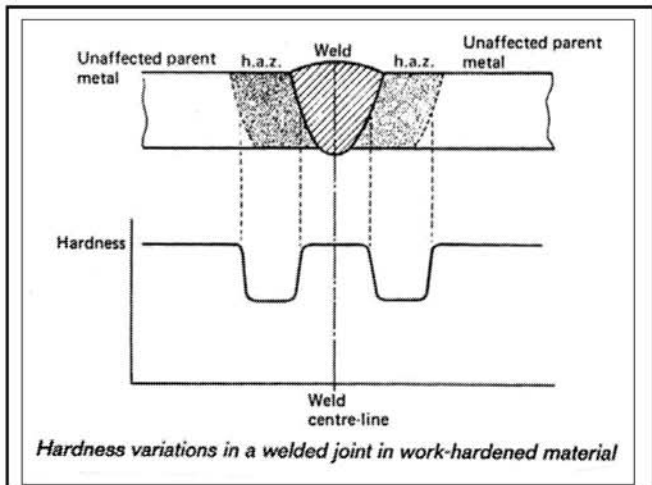 Unaffected parent
metal
h.a.z.
Weld
h.a.z.
Unaffected parent
metal
Hardness
Weld
centre-line
Hardness variations in a welded joint in work-hardened material